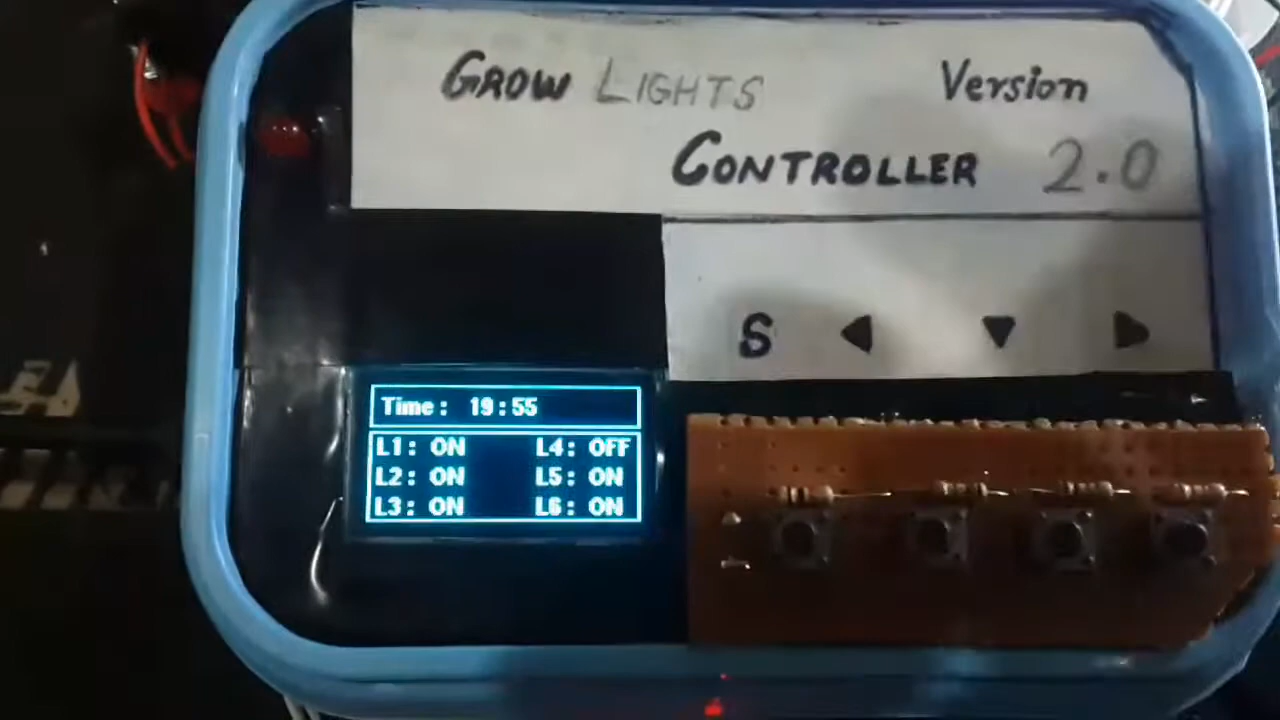 GROW LIGHTS Version
CONTROLLER 2.0
S
Time: 19:55
L1: ON L4: OFF
L2: ON L5: ON
L3: ON L6: ON